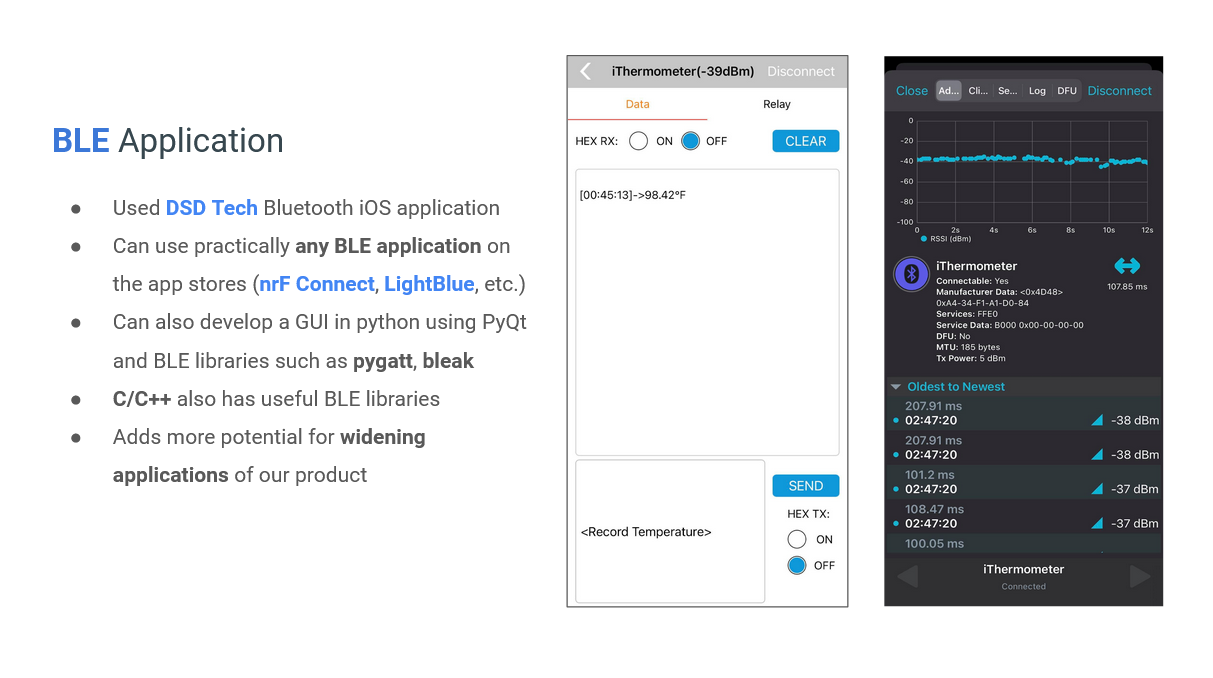 BLE Application
● Used DSD Tech Bluetooth iOS application
● Can use practically any BLE application on
the app stores (nrF Connect, LightBlue, etc.)
● Can also develop a GUI in python using PyQt
and BLE libraries such as pygatt, bleak
● C/C++ also has useful BLE libraries
● Adds more potential for widening
applications of our product
iThermometer(-39dBm) Disconnect
Data Relay
HEX RX: ON OFF CLEAR
[00:45:13]->98.42°F
SEND
HEX TX:
<Record Temperature>
ON
OFF
Close Ad... Cli... Se... Log DFU Disconnect
0
-20
-40
-60
-80
-100
0 2s 4s 6s 8s 10s 12s
RSSI (dBm)
iThermometer
Connectable: Yes
107.85 ms
Manufacturer Data: <0x4D48>
0xA4-34-F1-A1-D0-84
Services: FFE0
Service Data: B000 0x00-00-00-00
DFU: No
MTU: 185 bytes
Tx Power: 5 dBm
Oldest to Newest
207.91 ms
02:47:20 -38 dBm
207.91 ms
02:47:20 -38 dBm
101.2 ms
02:47:20 -37 dBm
108.47 ms
02:47:20 -37 dBm
100.05 ms
iThermometer
Connected